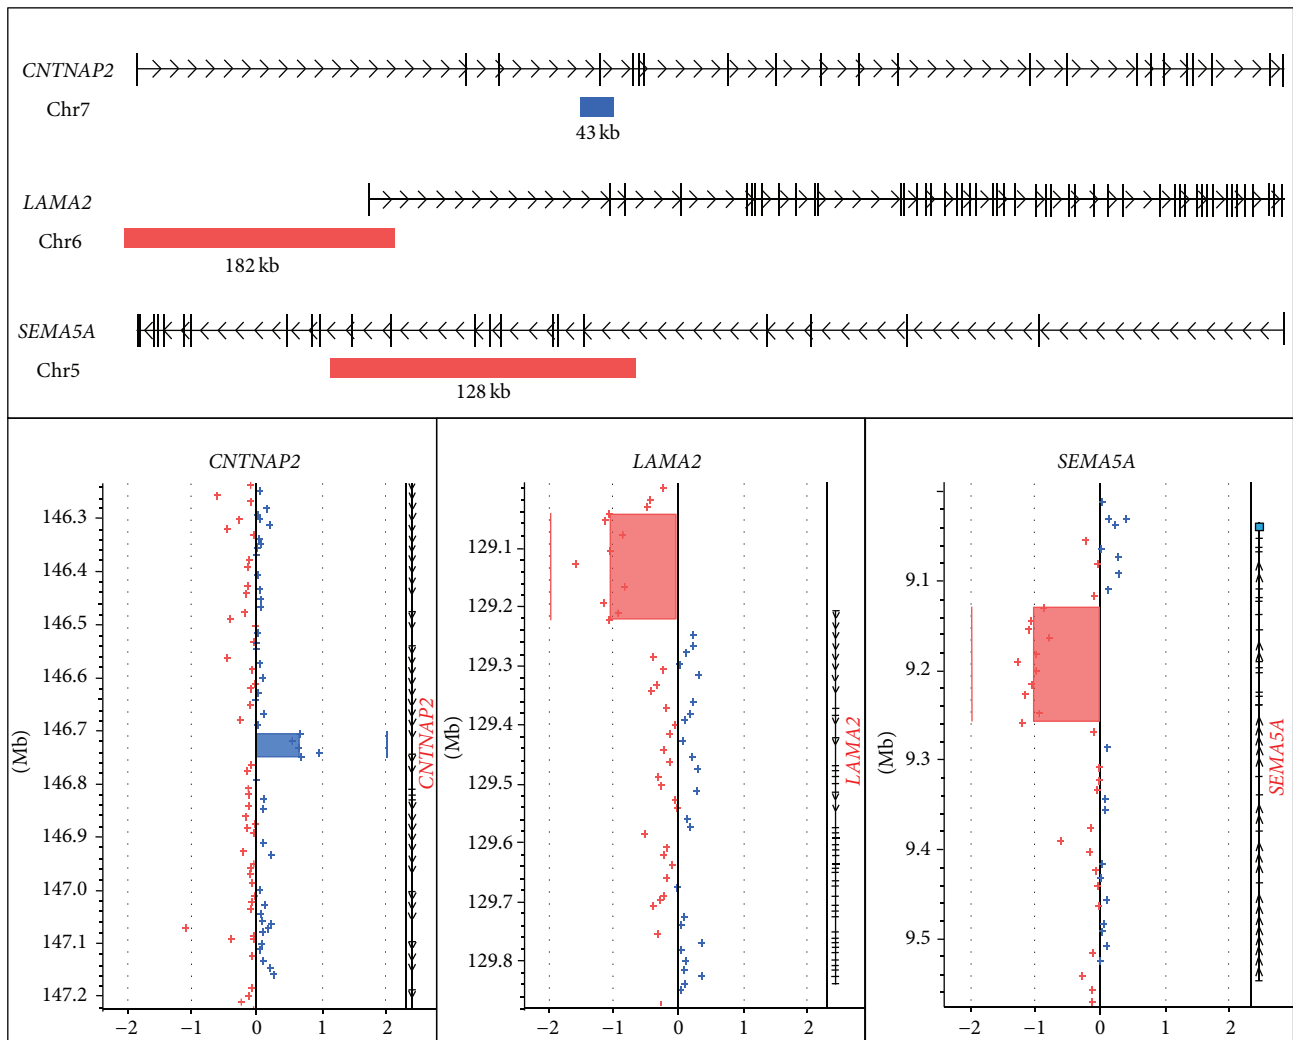 CNTNAP2
Chr7
43 kb
LAMA2
Chr6
182 kb
SEMA5A
Chr5
128 kb
CNTNAP2
146.3
146.4
146.5
146.6
146.7
146.8
146.9
147.0
147.1
147.2
(Mb)
CNTNAP2
−2 −1 0 1 2
LAMA2
129.1
129.2
129.3
129.4
129.5
129.6
129.7
129.8
(Mb)
LAMA2
−2 −1 0 1 2
SEMA5A
9.1
9.2
9.3
9.4
9.5
(Mb)
SEMA5A
−2 −1 0 1 2